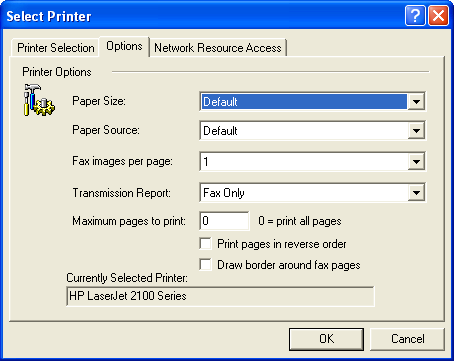 Select Printer
Printer Selection Options Network Resource Access
Printer Options
Paper Size: Default
Paper Source: Default
Fax images per page: 1
Transmission Report: Fax Only
Maximum pages to print: 0 0 = print all pages
Print pages in reverse order
Draw border around fax pages
Currently Selected Printer:
HP LaserJet 2100 Series
OK Cancel